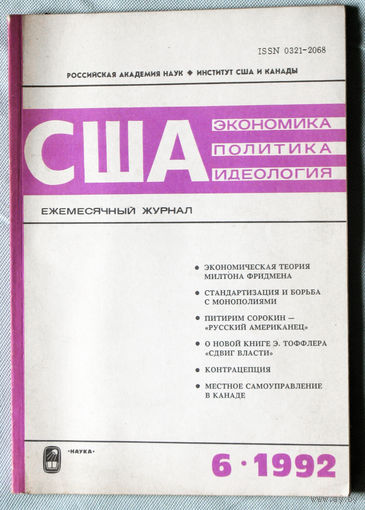 ISSN 0321-2068
РОССИЙСКАЯ АКАДЕМИЯ НАУК • ИНСТИТУТ США И КАНАДЫ
США
ЭКОНОМИКА
ПОЛИТИКА
ИДЕОЛОГИЯ
ЕЖЕМЕСЯЧНЫЙ ЖУРНАЛ
• ЭКОНОМИЧЕСКАЯ ТЕОРИЯ
МИЛТОНА ФРИДМЕНА
• СТАНДАРТИЗАЦИЯ И БОРЬБА
С МОНОПОЛИЯМИ
• ПИТИРИМ СОРОКИН —
«РУССКИЙ АМЕРИКАНЕЦ»
• О НОВОЙ КНИГЕ Э. ТОФФЛЕРА
«СДВИГ ВЛАСТИ»
• КОНТРАЦЕПЦИЯ
• МЕСТНОЕ САМОУПРАВЛЕНИЕ
В КАНАДЕ
«НАУКА»
6 • 1992